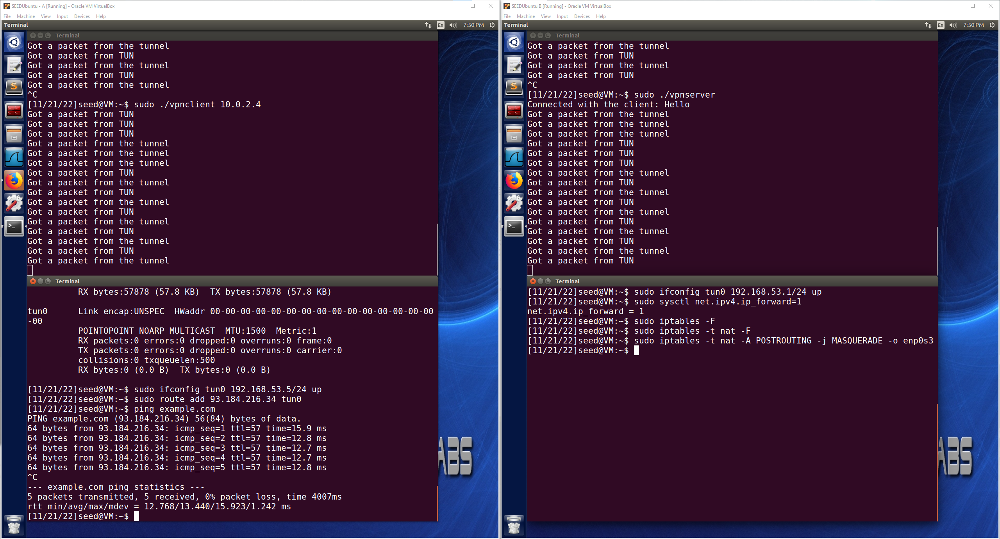 SEEDUbuntu - A [Running] - Oracle VM VirtualBox
File Machine View Input Devices Help
Terminal
En
7:50 PM
Terminal
Got a packet from the tunnel
Got a packet from TUN
Got a packet from the tunnel
Got a packet from TUN
Got a packet from the tunnel
^C
[11/21/22]seed@VM:~$ sudo ./vpnclient 10.0.2.4
Got a packet from TUN
Got a packet from TUN
Got a packet from TUN
Got a packet from the tunnel
Got a packet from the tunnel
Got a packet from the tunnel
Got a packet from TUN
Got a packet from the tunnel
Got a packet from TUN
Got a packet from the tunnel
Got a packet from TUN
Got a packet from the tunnel
Got a packet from TUN
Got a packet from the tunnel
Got a packet from TUN
Got a packet from the tunnel
Terminal
RX bytes:57878 (57.8 KB)  TX bytes:57878 (57.8 KB)
tun0      Link encap:UNSPEC  HWaddr 00-00-00-00-00-00-00-00-00-00-00-00-00-00-00
-00
POINTOPOINT NOARP MULTICAST  MTU:1500  Metric:1
RX packets:0 errors:0 dropped:0 overruns:0 frame:0
TX packets:0 errors:0 dropped:0 overruns:0 carrier:0
collisions:0 txqueuelen:500
RX bytes:0 (0.0 B)  TX bytes:0 (0.0 B)
[11/21/22]seed@VM:~$ sudo ifconfig tun0 192.168.53.5/24 up
[11/21/22]seed@VM:~$ sudo route add 93.184.216.34 tun0
[11/21/22]seed@VM:~$ ping example.com
PING example.com (93.184.216.34) 56(84) bytes of data.
64 bytes from 93.184.216.34: icmp_seq=1 ttl=57 time=15.9 ms
64 bytes from 93.184.216.34: icmp_seq=2 ttl=57 time=12.8 ms
64 bytes from 93.184.216.34: icmp_seq=3 ttl=57 time=12.7 ms
64 bytes from 93.184.216.34: icmp_seq=4 ttl=57 time=12.7 ms
64 bytes from 93.184.216.34: icmp_seq=5 ttl=57 time=12.8 ms
^C
--- example.com ping statistics ---
5 packets transmitted, 5 received, 0% packet loss, time 4007ms
rtt min/avg/max/mdev = 12.768/13.440/15.923/1.242 ms
[11/21/22]seed@VM:~$
ABS
SEEDUbuntu B [Running] - Oracle VM VirtualBox
File Machine View Input Devices Help
Terminal
En
7:50 PM
Terminal
Got a packet from the tunnel
Got a packet from TUN
Got a packet from the tunnel
Got a packet from TUN
^C
[11/21/22]seed@VM:~$ sudo ./vpnserver
Connected with the client: Hello
Got a packet from the tunnel
Got a packet from the tunnel
Got a packet from the tunnel
Got a packet from TUN
Got a packet from TUN
Got a packet from TUN
Got a packet from the tunnel
Got a packet from TUN
Got a packet from the tunnel
Got a packet from TUN
Got a packet from the tunnel
Got a packet from TUN
Got a packet from the tunnel
Got a packet from TUN
Got a packet from the tunnel
Got a packet from TUN
Terminal
[11/21/22]seed@VM:~$ sudo ifconfig tun0 192.168.53.1/24 up
[11/21/22]seed@VM:~$ sudo sysctl net.ipv4.ip_forward=1
net.ipv4.ip_forward = 1
[11/21/22]seed@VM:~$ sudo iptables -F
[11/21/22]seed@VM:~$ sudo iptables -t nat -F
[11/21/22]seed@VM:~$ sudo iptables -t nat -A POSTROUTING -j MASQUERADE -o enp0s3
[11/21/22]seed@VM:~$
ABS